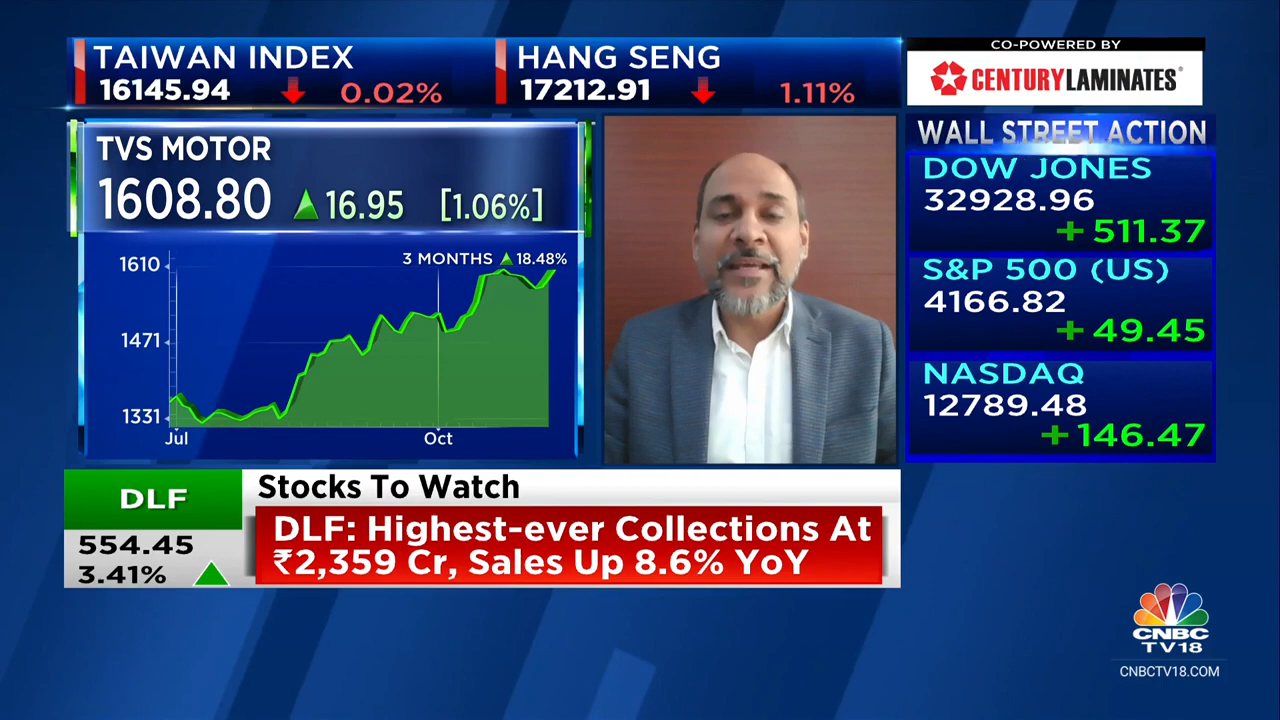 TAIWAN INDEX
16145.94 0.02%
HANG SENG
17212.91 1.11%
CO-POWERED BY
CENTURYLAMINATES®
TVS MOTOR
1608.80 16.95 [1.06%]
3 MONTHS 18.48%
1610
1471
1331
Jul Oct
WALL STREET ACTION
DOW JONES
32928.96
+ 511.37
S&P 500 (US)
4166.82
+ 49.45
NASDAQ
12789.48
+ 146.47
DLF
554.45
3.41%
Stocks To Watch
DLF: Highest-ever Collections At
₹2,359 Cr, Sales Up 8.6% YoY
CNBC
TV18
CNBCTV18.COM